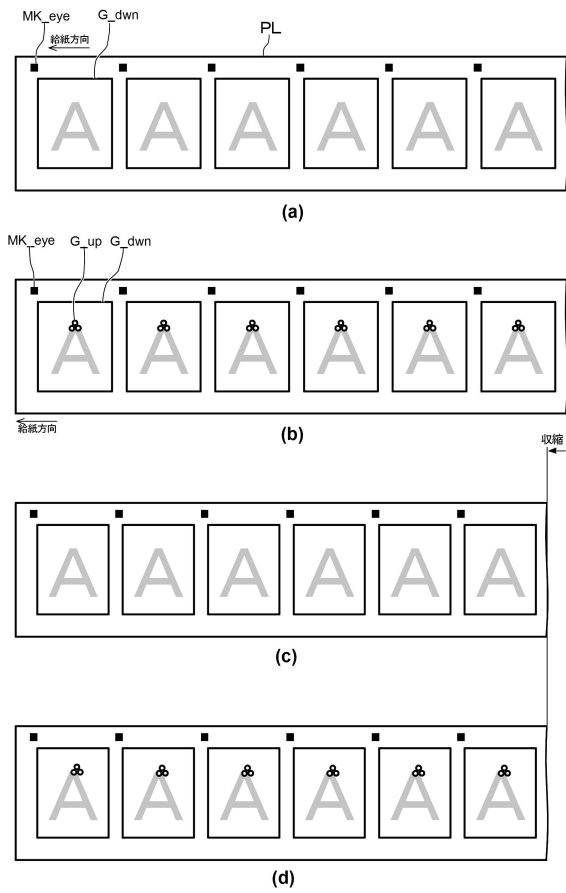 MK_eye G_dwn PL
給紙方向
A A A A A A
(a)
MK_eye G_up G_dwn
A A A A A A
給紙方向
(b)
収縮
A A A A A A
(c)
A A A A A A
(d)